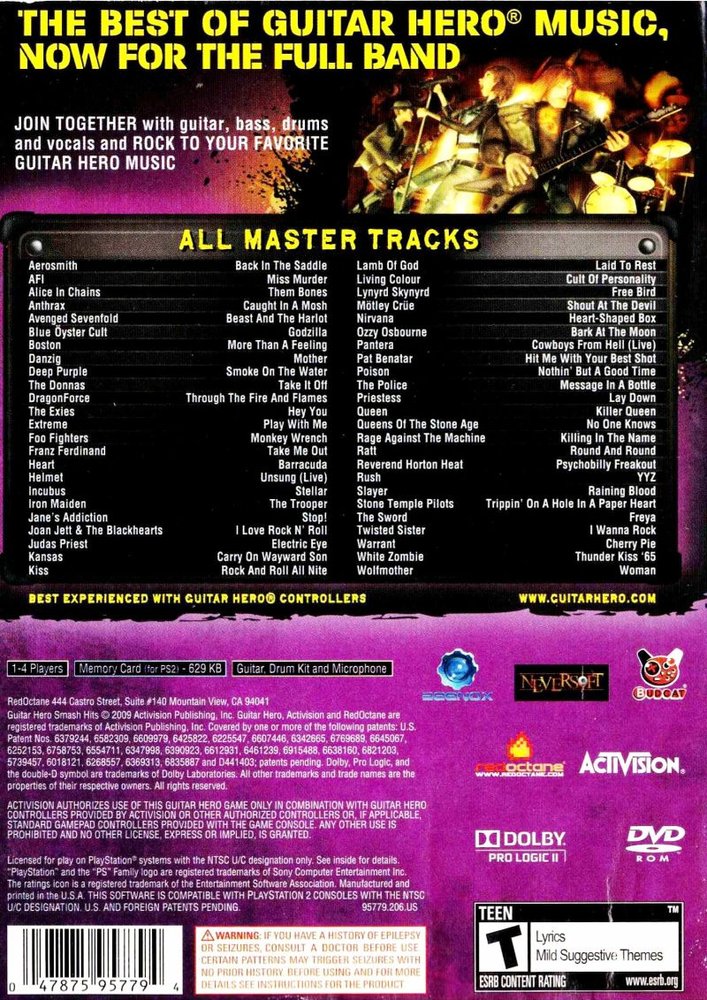 THE BEST OF GUITAR HERO® MUSIC,
NOW FOR THE FULL BAND
JOIN TOGETHER with guitar, bass, drums
and vocals and ROCK TO YOUR FAVORITE
GUITAR HERO MUSIC
ALL MASTER TRACKS
Aerosmith Back In The Saddle
AFI Miss Murder
Alice In Chains Them Bones
Anthrax Caught In A Mosh
Avenged Sevenfold Beast And The Harlot
Blue Öyster Cult Godzilla
Boston More Than A Feeling
Danzig Mother
Deep Purple Smoke On The Water
The Donnas Take It Off
DragonForce Through The Fire And Flames
The Exies Hey You
Extreme Play With Me
Foo Fighters Monkey Wrench
Franz Ferdinand Take Me Out
Heart Barracuda
Helmet Unsung (Live)
Incubus Stellar
Iron Maiden The Trooper
Jane's Addiction Stop!
Joan Jett & The Blackhearts I Love Rock N' Roll
Judas Priest Electric Eye
Kansas Carry On Wayward Son
Kiss Rock And Roll All Nite
Lamb Of God Laid To Rest
Living Colour Cult Of Personality
Lynyrd Skynyrd Free Bird
Mötley Crüe Shout At The Devil
Nirvana Heart-Shaped Box
Ozzy Osbourne Bark At The Moon
Pantera Cowboys From Hell (Live)
Pat Benatar Hit Me With Your Best Shot
Poison Nothin' But A Good Time
The Police Message In A Bottle
Priestess Lay Down
Queen Killer Queen
Queens Of The Stone Age No One Knows
Rage Against The Machine Killing In The Name
Ratt Round And Round
Reverend Horton Heat Psychobilly Freakout
Rush YYZ
Slayer Raining Blood
Stone Temple Pilots Trippin' On A Hole In A Paper Heart
The Sword Freya
Twisted Sister I Wanna Rock
Warrant Cherry Pie
White Zombie Thunder Kiss '65
Wolfmother Woman
BEST EXPERIENCED WITH GUITAR HERO® CONTROLLERS
WWW.GUITARHERO.COM
1-4 Players
Memory Card (for PS2) - 629 KB
Guitar, Drum Kit and Microphone
BEENOX
NEVERSOFT
BUDCAT
RedOctane 444 Castro Street, Suite #140 Mountain View, CA 94041
Guitar Hero Smash Hits © 2009 Activision Publishing, Inc. Guitar Hero, Activision and RedOctane are
registered trademarks of Activision Publishing, Inc. Covered by one or more of the following patents: U.S.
Patent Nos. 6379244, 6582309, 6609979, 6425822, 6225547, 6607446, 6342665, 6769689, 6645067,
6252153, 6758753, 6554711, 6347998, 6390923, 6612931, 6461239, 6915488, 6638160, 6821203,
5739457, 6018121, 6268557, 6369313, 6835887 and D441403; patents pending. Dolby, Pro Logic, and
the double-D symbol are trademarks of Dolby Laboratories. All other trademarks and trade names are the
properties of their respective owners. All rights reserved.
redoctane
WWW.REDOCTANE.COM
ACTIVISION.
ACTIVISION AUTHORIZES USE OF THIS GUITAR HERO GAME ONLY IN COMBINATION WITH GUITAR HERO
CONTROLLERS PROVIDED BY ACTIVISION OR OTHER AUTHORIZED CONTROLLERS OR, IF APPLICABLE,
STANDARD GAMEPAD CONTROLLERS PROVIDED WITH THE GAME CONSOLE. ANY OTHER USE IS
PROHIBITED AND NO OTHER LICENSE, EXPRESS OR IMPLIED, IS GRANTED.
DOLBY
PRO LOGIC II
DVD
ROM
Licensed for play on PlayStation® systems with the NTSC U/C designation only. See inside for details.
"PlayStation" and the "PS" Family logo are registered trademarks of Sony Computer Entertainment Inc.
The ratings icon is a registered trademark of the Entertainment Software Association. Manufactured and
printed in the U.S.A. THIS SOFTWARE IS COMPATIBLE WITH PLAYSTATION 2 CONSOLES WITH THE NTSC
U/C DESIGNATION. U.S. AND FOREIGN PATENTS PENDING.
95779.206.US
0 47875 95779 4
WARNING: IF YOU HAVE A HISTORY OF EPILEPSY
OR SEIZURES, CONSULT A DOCTOR BEFORE USE
CERTAIN PATTERNS MAY TRIGGER SEIZURES WITH
NO PRIOR HISTORY. BEFORE USING AND FOR MORE
DETAILS SEE INSTRUCTIONS FOR THE PRODUCT
TEEN
TM
T
Lyrics
Mild Suggestive Themes
ESRB CONTENT RATING
www.esrb.org